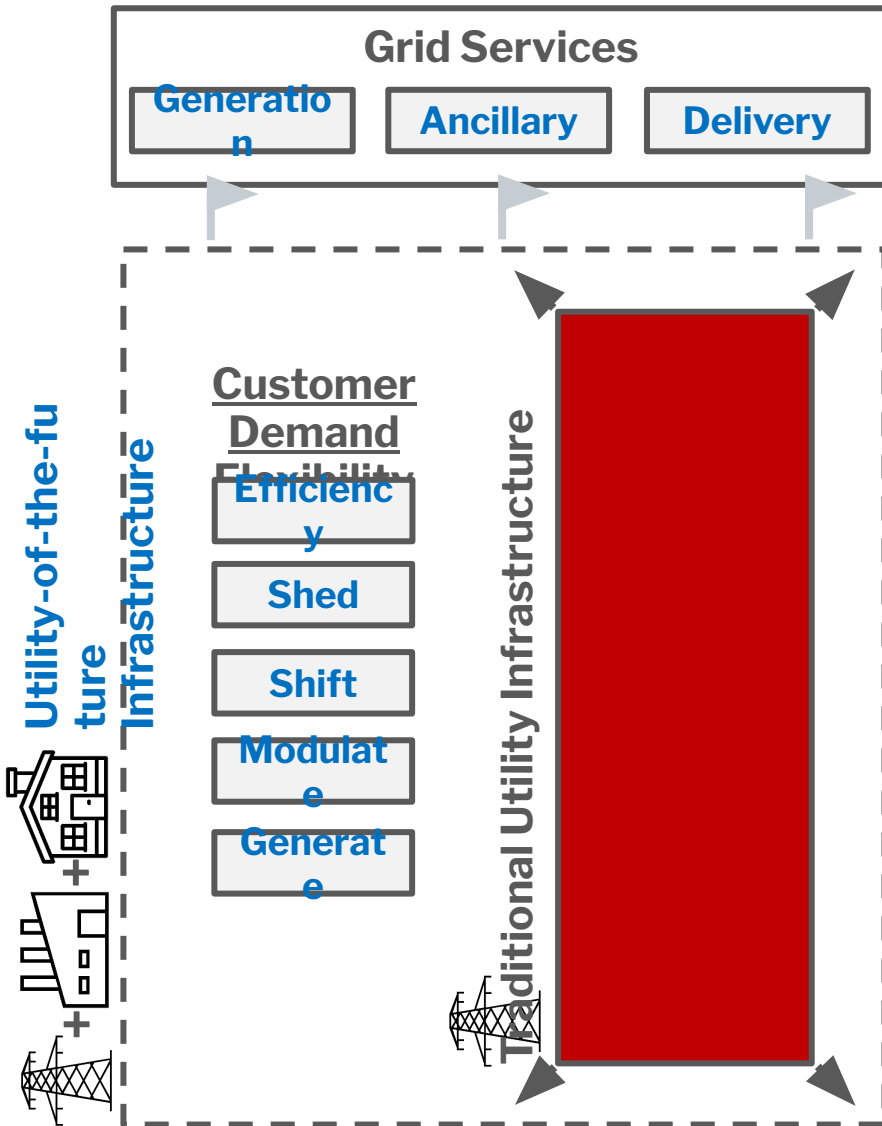 Grid Services
Generatio
n
Ancillary
Delivery
Customer
Demand
Flexibility
Efficienc
y
Shed
Shift
Modulat
e
Generat
e
Utility-of-the-fu
ture
Infrastructure
+
+
Traditional Utility Infrastructure